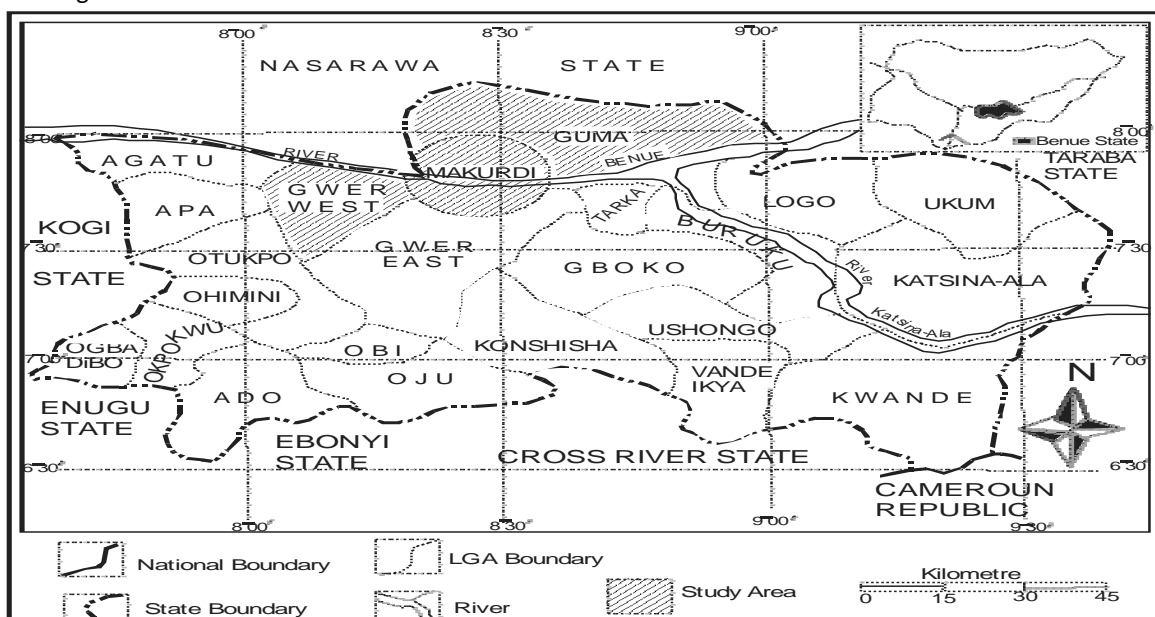 8°00' 8°30' 9°00'
NASARAWA STATE
Benue State
8°00' 8°00'
GUMA
AGATU
RIVER
BENUE
MAKURDI
TARABA
STATE
GWER
WEST
TARKA
LOGO
UKUM
APA
KOGI
STATE
BURUKU
7°30' 7°30'
GWER
EAST
OTUKPO
GBOKO
River
KATSINA-ALA
OHIMINI
Katsina-Ala
USHONGO
OKPOKWU
OGBA
DIBO
OBI
KONSHISHA
7°00' 7°00'
VANDE
IKYA
N
OJU
ADO
KWANDE
ENUGU
STATE
EBONYI
STATE
CROSS RIVER STATE
6°30' 6°30'
CAMEROUN
REPUBLIC
8°00' 9°00' 9°30'
National Boundary
LGA Boundary
State Boundary
River
Study Area
Kilometre
0 15 30 45